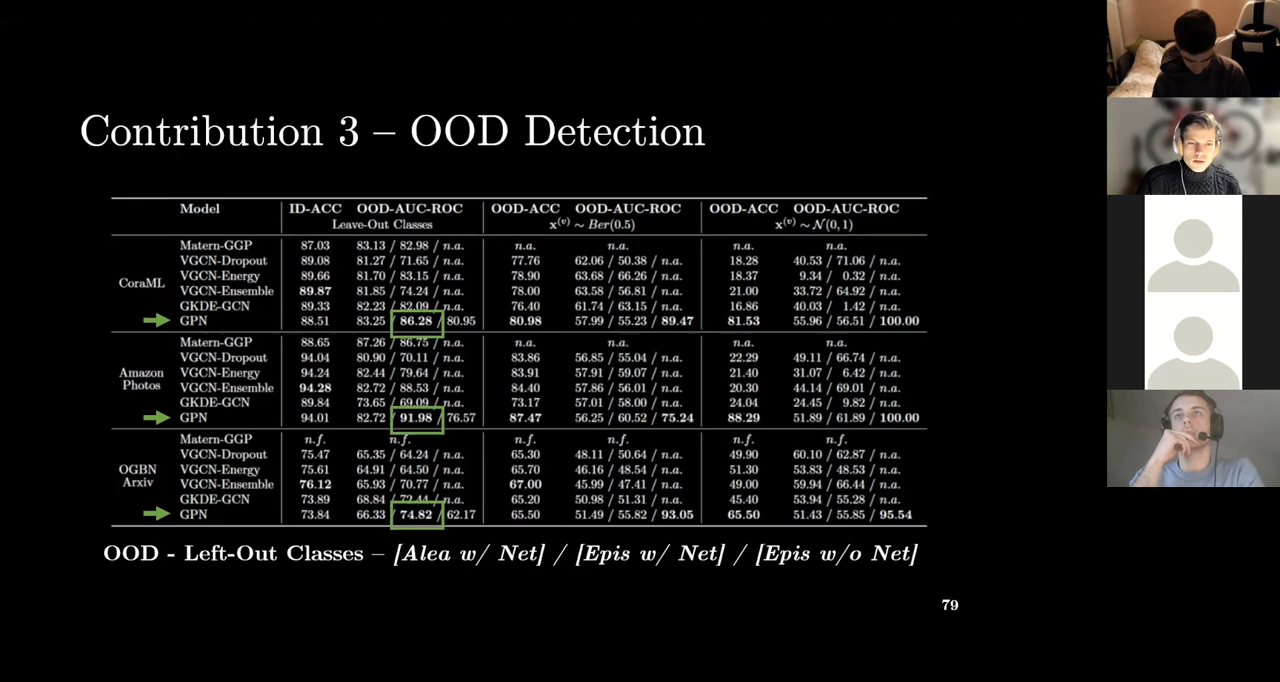 Contribution 3 – OOD Detection
Model ID-ACC OOD-AUC-ROC OOD-ACC OOD-AUC-ROC OOD-ACC OOD-AUC-ROC
Leave-Out Classes x^(v) ~ Ber(0.5) x^(v) ~ N(0, 1)
Matern-GGP 87.03 83.13 / 82.98 / n.a. n.a. n.a. n.a. n.a.
VGCN-Dropout 89.08 81.27 / 71.65 / n.a. 77.76 62.06 / 50.38 / n.a. 18.28 40.53 / 71.06 / n.a.
VGCN-Energy 89.66 81.70 / 83.15 / n.a. 78.90 63.68 / 66.26 / n.a. 18.37 9.34 / 0.32 / n.a.
CoraML
VGCN-Ensemble 89.87 81.85 / 74.24 / n.a. 78.00 63.58 / 56.81 / n.a. 21.00 33.72 / 64.92 / n.a.
GKDE-GCN 89.33 82.23 / 82.09 / n.a. 76.40 61.74 / 63.15 / n.a. 16.86 40.03 / 1.42 / n.a.
GPN 88.51 83.25 / 86.28 / 80.95 80.98 57.99 / 55.23 / 89.47 81.53 55.96 / 56.51 / 100.00
Matern-GGP 88.65 87.26 / 86.75 / n.a. n.a. n.a. n.a. n.a.
VGCN-Dropout 94.04 80.90 / 70.11 / n.a. 83.86 56.85 / 55.04 / n.a. 22.29 49.11 / 66.74 / n.a.
Amazon VGCN-Energy 94.24 82.44 / 79.64 / n.a. 83.91 57.91 / 59.07 / n.a. 21.40 31.07 / 6.42 / n.a.
Photos VGCN-Ensemble 94.28 82.72 / 88.53 / n.a. 84.40 57.86 / 56.01 / n.a. 20.30 44.14 / 69.01 / n.a.
GKDE-GCN 89.84 73.65 / 69.09 / n.a. 73.17 57.01 / 58.00 / n.a. 24.04 24.45 / 9.82 / n.a.
GPN 94.01 82.72 / 91.98 / 76.57 87.47 56.25 / 60.52 / 75.24 88.29 51.89 / 61.89 / 100.00
Matern-GGP n.f. n.f. n.f. n.f. n.f. n.f.
VGCN-Dropout 75.47 65.35 / 64.24 / n.a. 65.30 48.11 / 50.64 / n.a. 49.90 60.10 / 62.87 / n.a.
OGBN VGCN-Energy 75.61 64.91 / 64.50 / n.a. 65.70 46.16 / 48.54 / n.a. 51.30 53.83 / 48.53 / n.a.
Arxiv VGCN-Ensemble 76.12 65.93 / 70.77 / n.a. 67.00 45.99 / 47.41 / n.a. 49.00 59.94 / 66.44 / n.a.
GKDE-GCN 73.89 68.84 / 72.44 / n.a. 65.20 50.98 / 51.31 / n.a. 45.40 53.94 / 55.28 / n.a.
GPN 73.84 66.33 / 74.82 / 62.17 65.50 51.49 / 55.82 / 93.05 65.50 51.43 / 55.85 / 95.54
OOD - Left-Out Classes – [Alea w/ Net] / [Epis w/ Net] / [Epis w/o Net]
79